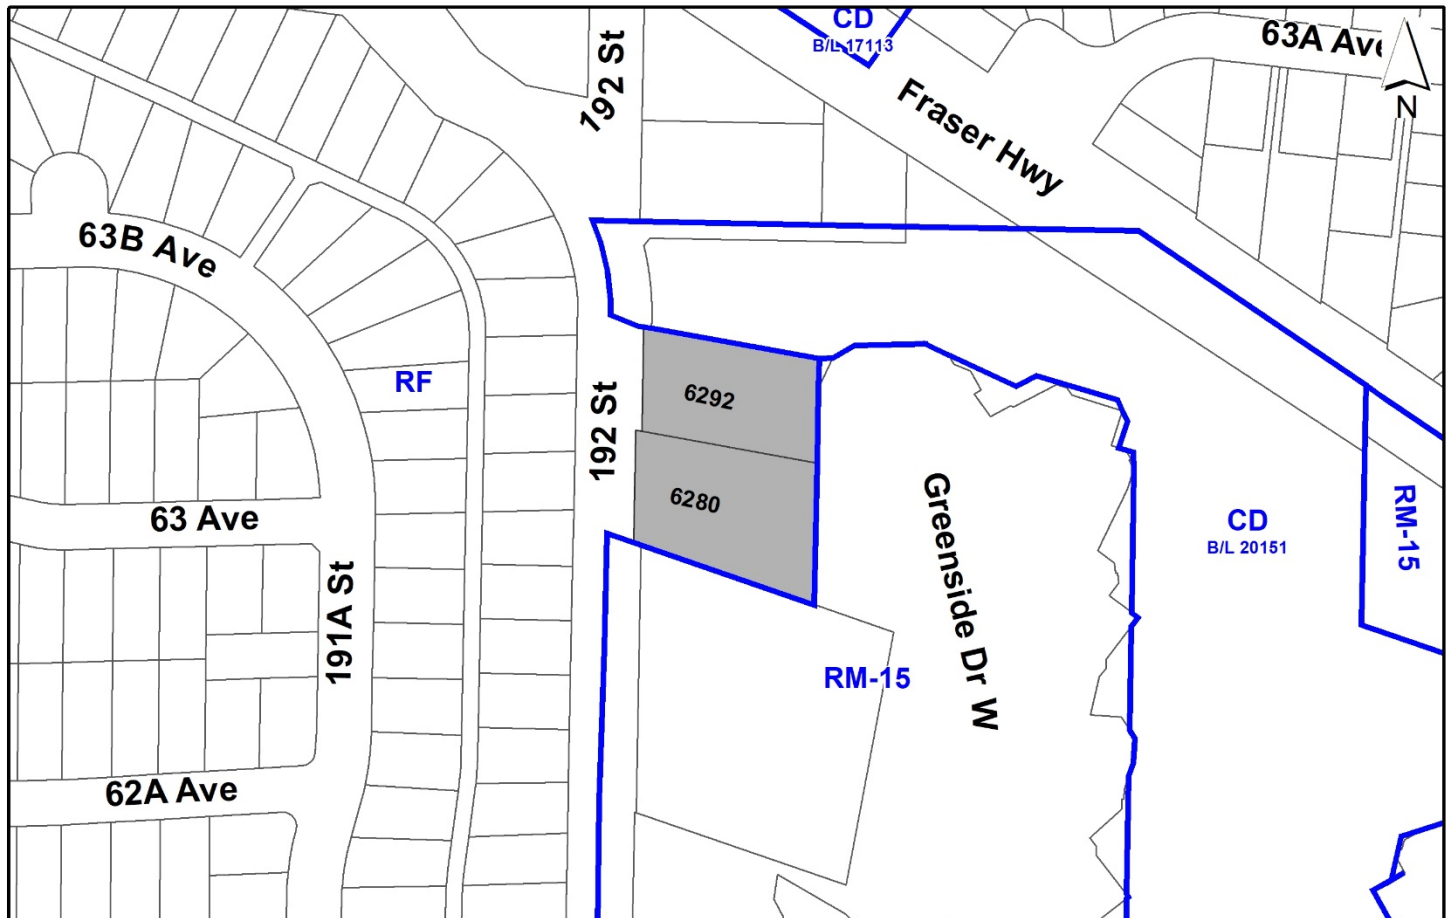 CD
B/L 17113
63A Ave
192 St
Fraser Hwy
N
63B Ave
RF
6292
192 St
6280
63 Ave
Greenside Dr W
CD
B/L 20151
RM-15
191A St
RM-15
62A Ave